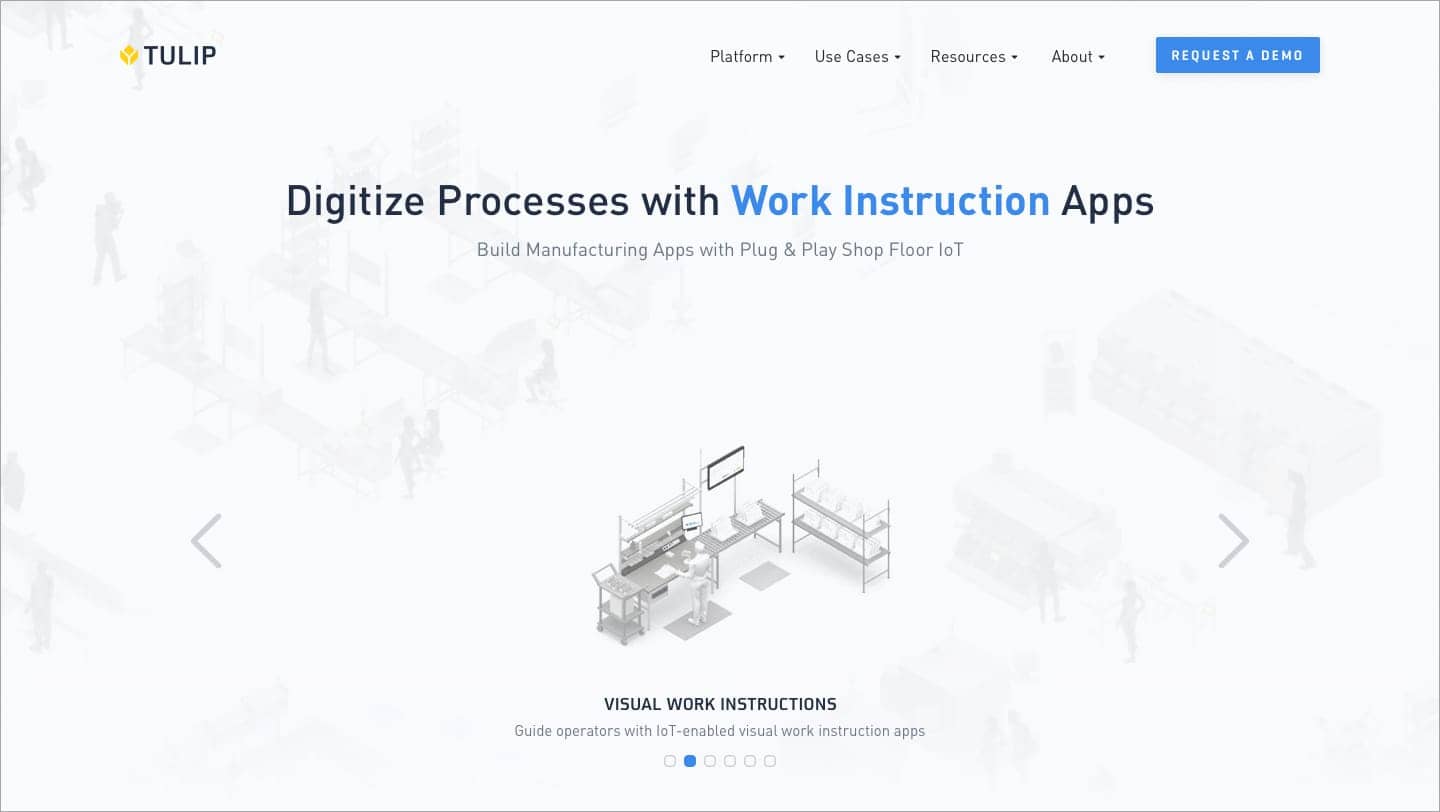 TULIP
Platform
Use Cases
Resources
About
REQUEST A DEMO
Digitize Processes with Work Instruction Apps
Build Manufacturing Apps with Plug & Play Shop Floor IoT
VISUAL WORK INSTRUCTIONS
Guide operators with IoT-enabled visual work instruction apps